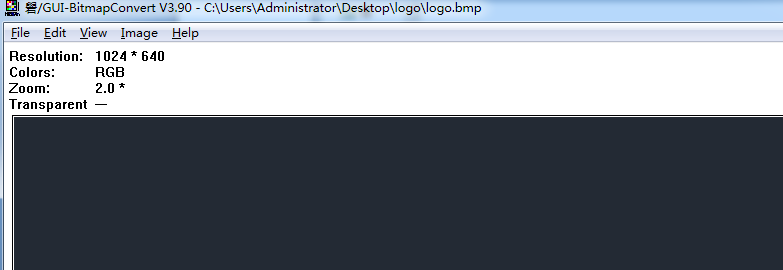 /GUI-BitmapConvert V3.90 - C:\Users\Administrator\Desktop\logo\logo.bmp
File Edit View Image Help
Resolution: 1024 * 640
Colors: RGB
Zoom: 2.0 *
Transparent —